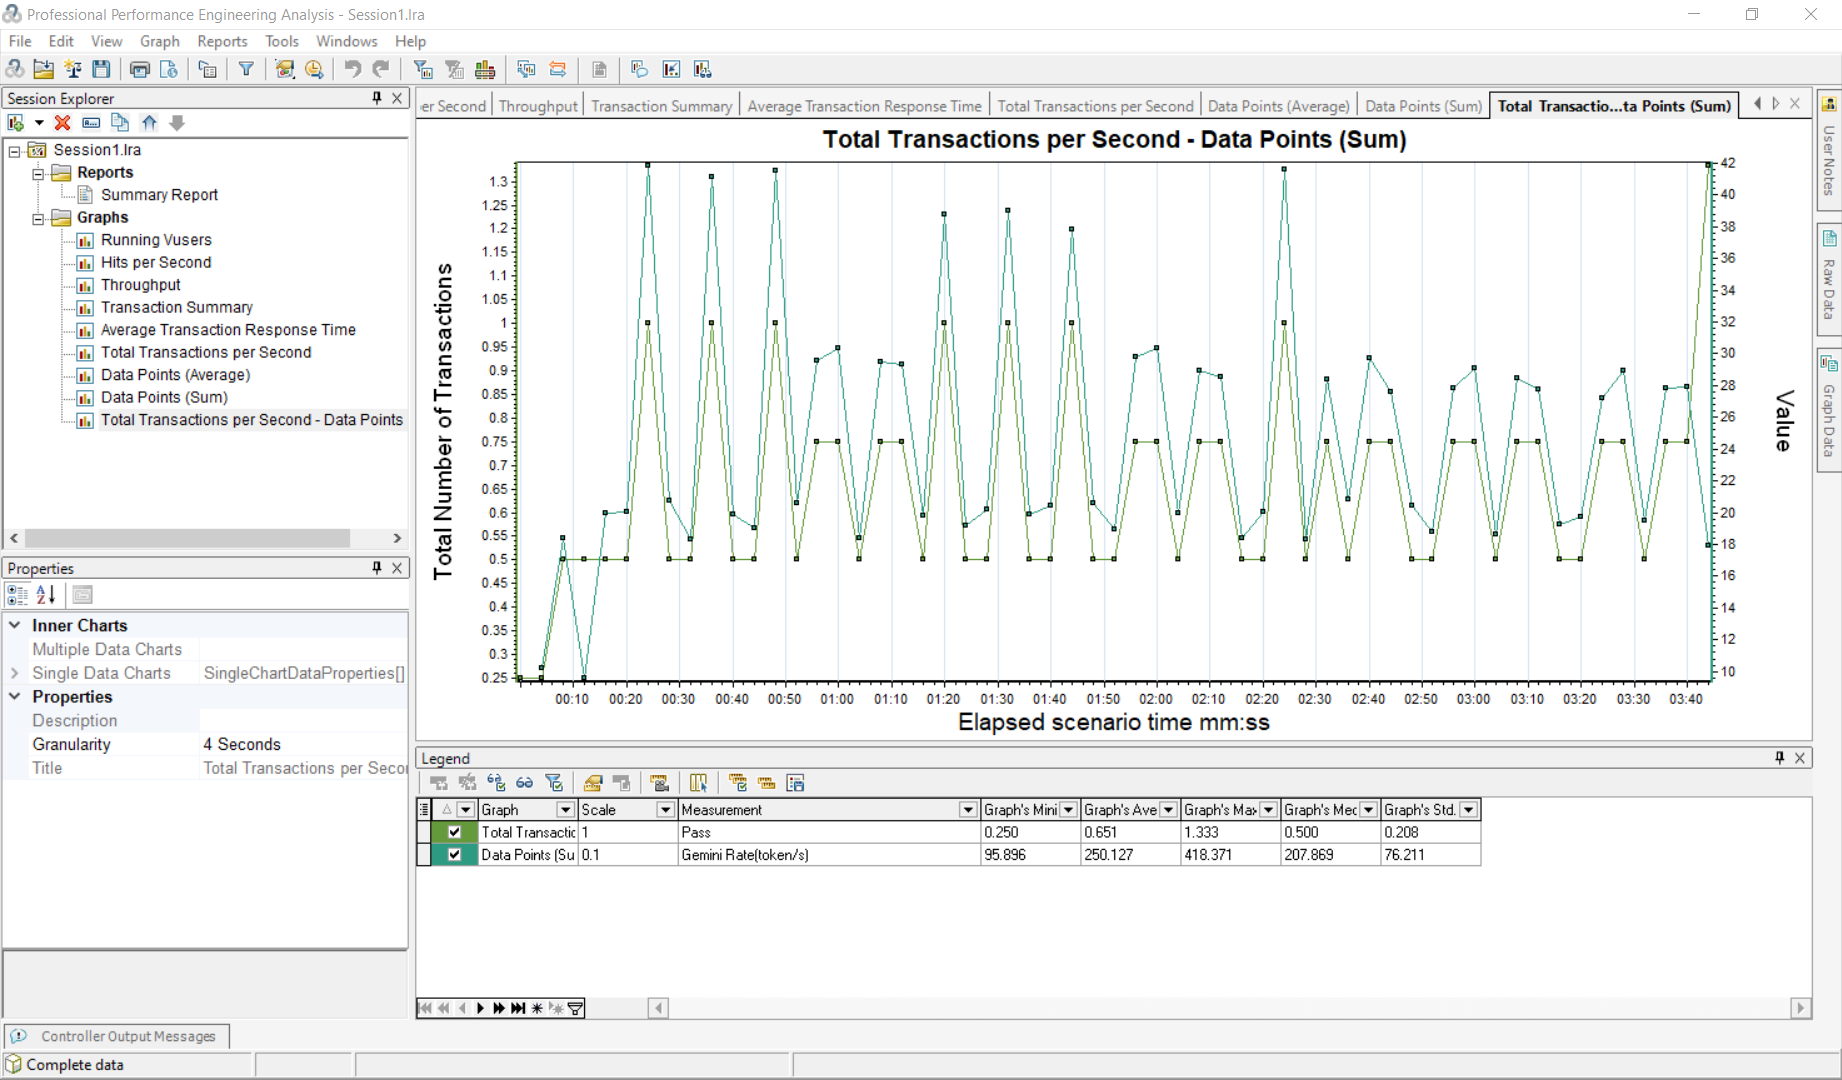 Professional Performance Engineering Analysis - Session1.lra
File Edit View Graph Reports Tools Windows Help
Session Explorer
Session1.lra
Reports
Summary Report
Graphs
Running Vusers
Hits per Second
Throughput
Transaction Summary
Average Transaction Response Time
Total Transactions per Second
Data Points (Average)
Data Points (Sum)
Total Transactions per Second - Data Points
Properties
Inner Charts
Multiple Data Charts
Single Data Charts SingleChartDataProperties[]
Properties
Description
Granularity 4 Seconds
Title Total Transactions per Secor
er Second Throughput Transaction Summary Average Transaction Response Time Total Transactions per Second Data Points (Average) Data Points (Sum) Total Transactio...ta Points (Sum)
Total Transactions per Second - Data Points (Sum)
Total Number of Transactions
1.3
1.25
1.2
1.15
1.1
1.05
1
0.95
0.9
0.85
0.8
0.75
0.7
0.65
0.6
0.55
0.5
0.45
0.4
0.35
0.3
0.25
42
40
38
36
34
32
30
28
26
24
22
20
18
16
14
12
10
Value
00:10 00:20 00:30 00:40 00:50 01:00 01:10 01:20 01:30 01:40 01:50 02:00 02:10 02:20 02:30 02:40 02:50 03:00 03:10 03:20 03:30 03:40
Elapsed scenario time mm:ss
User Notes
Raw Data
Graph Data
Legend
Graph Scale Measurement Graph's Mini Graph's Ave Graph's Max Graph's Med Graph's Std.
Total Transactic 1 Pass 0.250 0.651 1.333 0.500 0.208
Data Points (Su 0.1 Gemini Rate(token/s) 95.896 250.127 418.371 207.869 76.211
Controller Output Messages
Complete data